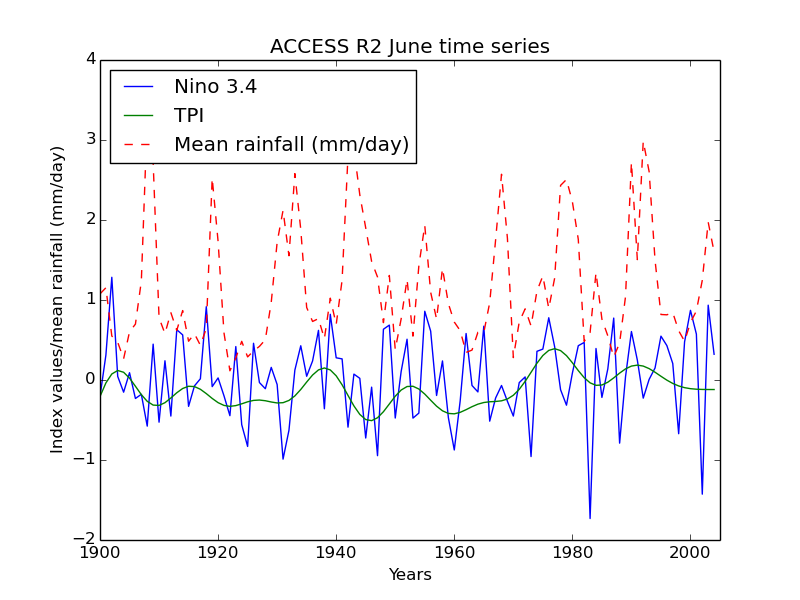 ACCESS R2 June time series
Nino 3.4
TPI
Mean rainfall (mm/day)
Index values/mean rainfall (mm/day)
4
3
2
1
0
−1
−2
1900 1920 1940 1960 1980 2000
Years